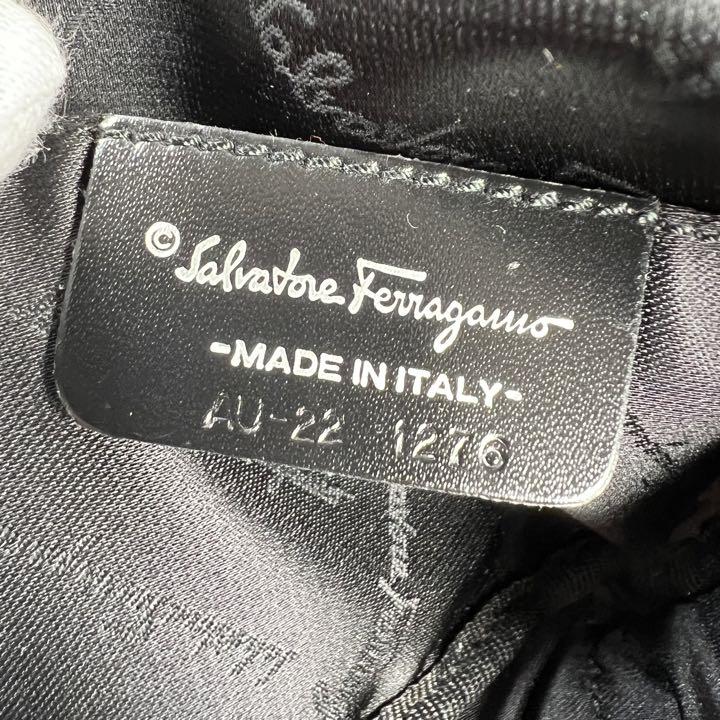 © Salvatore Ferragamo
-MADE IN ITALY-
AU-22 1276